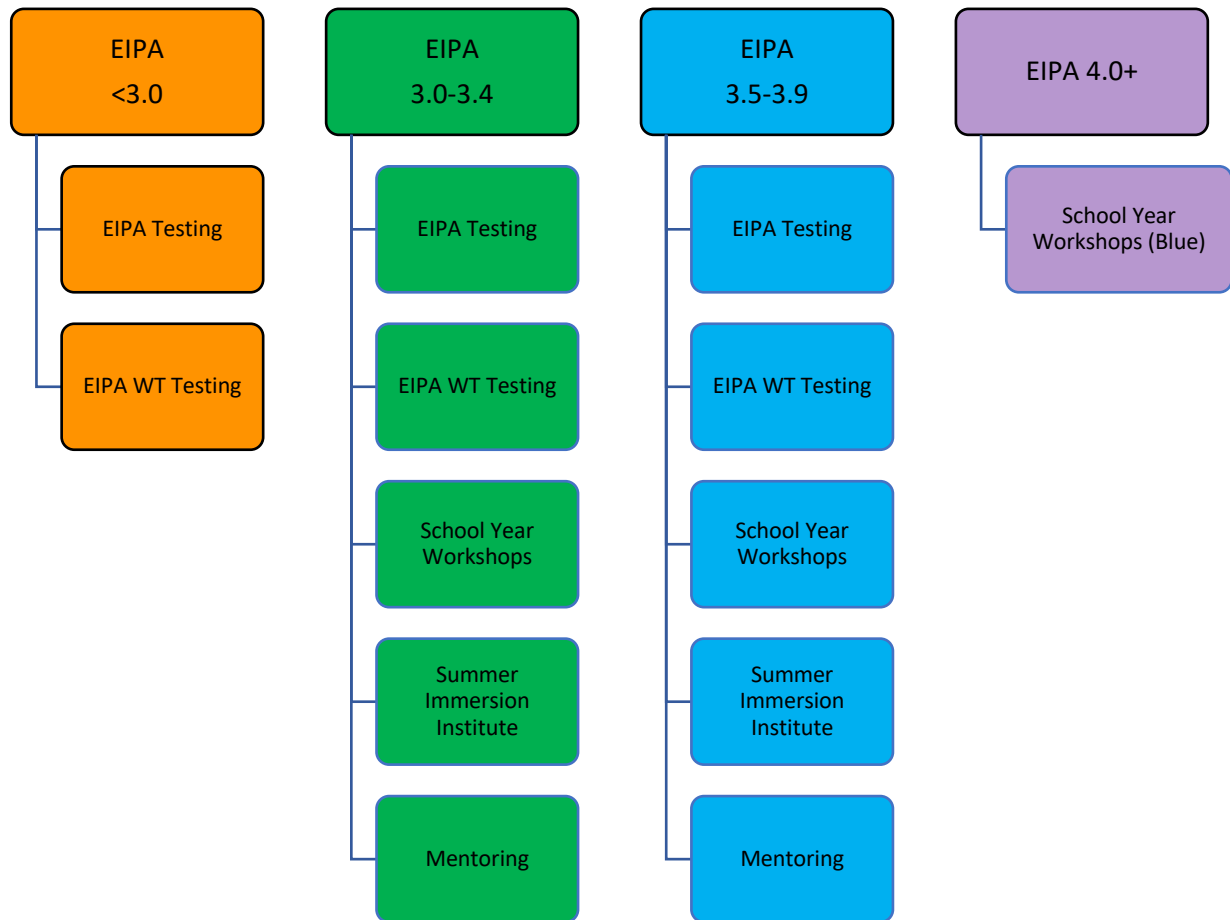 EIPA
<3.0
EIPA Testing
EIPA WT Testing
EIPA
3.0-3.4
EIPA Testing
EIPA WT Testing
School Year
Workshops
Summer
Immersion
Institute
Mentoring
EIPA
3.5-3.9
EIPA Testing
EIPA WT Testing
School Year
Workshops
Summer
Immersion
Institute
Mentoring
EIPA 4.0+
School Year
Workshops (Blue)